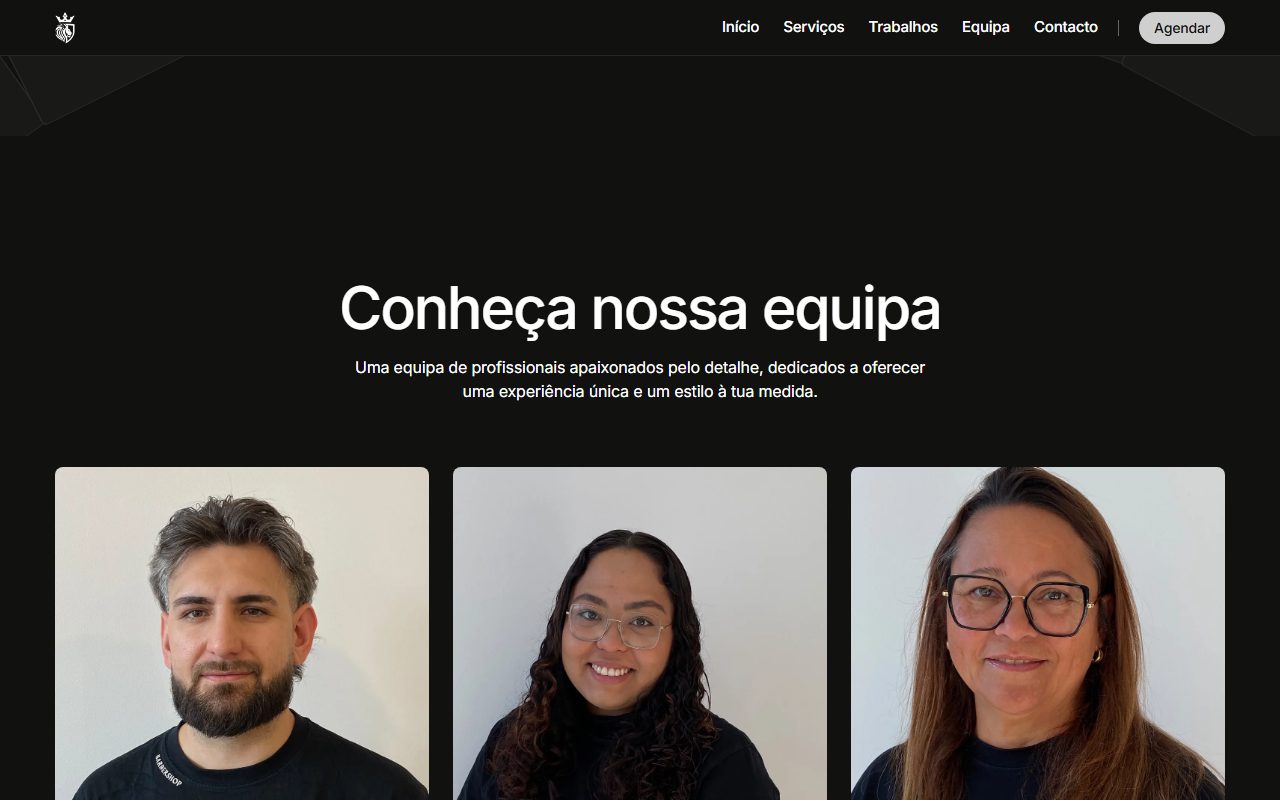 Início Serviços Trabalhos Equipa Contacto Agendar
Conheça nossa equipa
Uma equipa de profissionais apaixonados pelo detalhe, dedicados a oferecer
uma experiência única e um estilo à tua medida.
BARBERSHOP